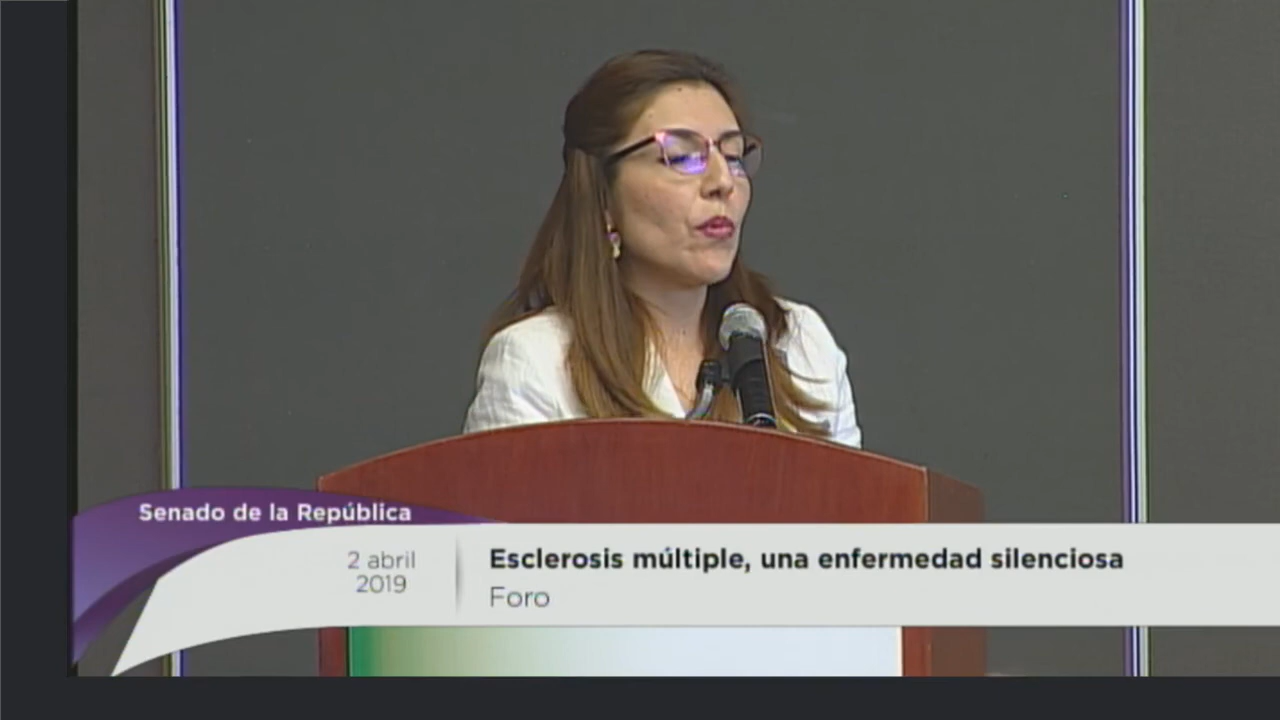 Senado de la República
2 abril
2019
Esclerosis múltiple, una enfermedad silenciosa
Foro